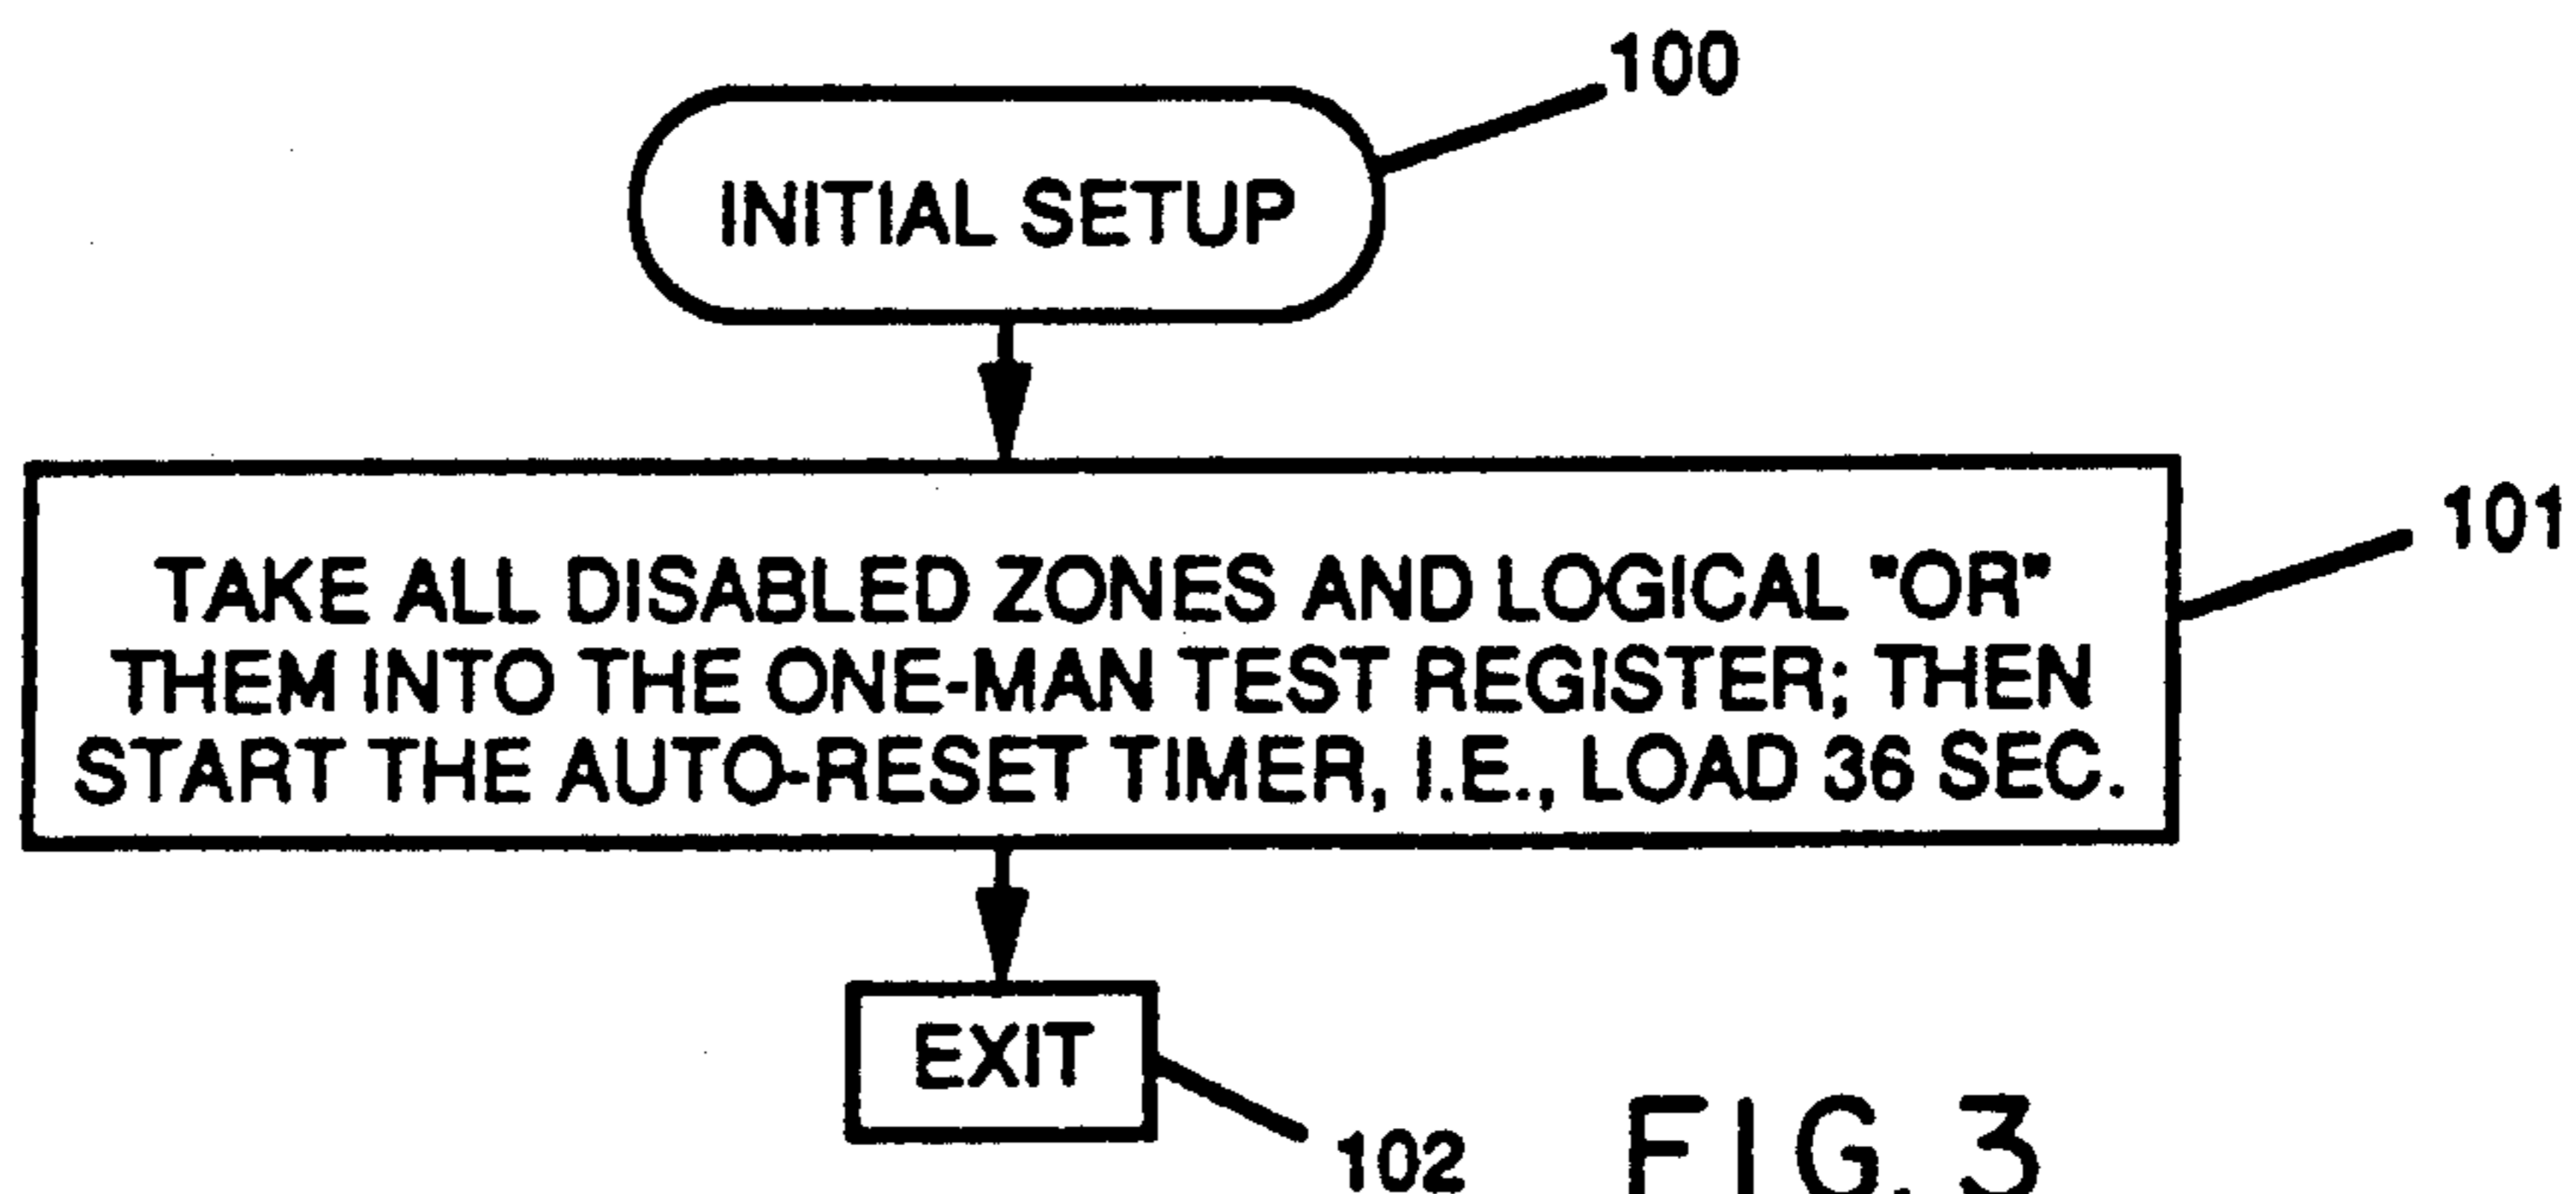 100
INITIAL SETUP
101
TAKE ALL DISABLED ZONES AND LOGICAL "OR"
THEM INTO THE ONE-MAN TEST REGISTER; THEN
START THE AUTO-RESET TIMER, I.E., LOAD 36 SEC.
EXIT
102
FIG. 3